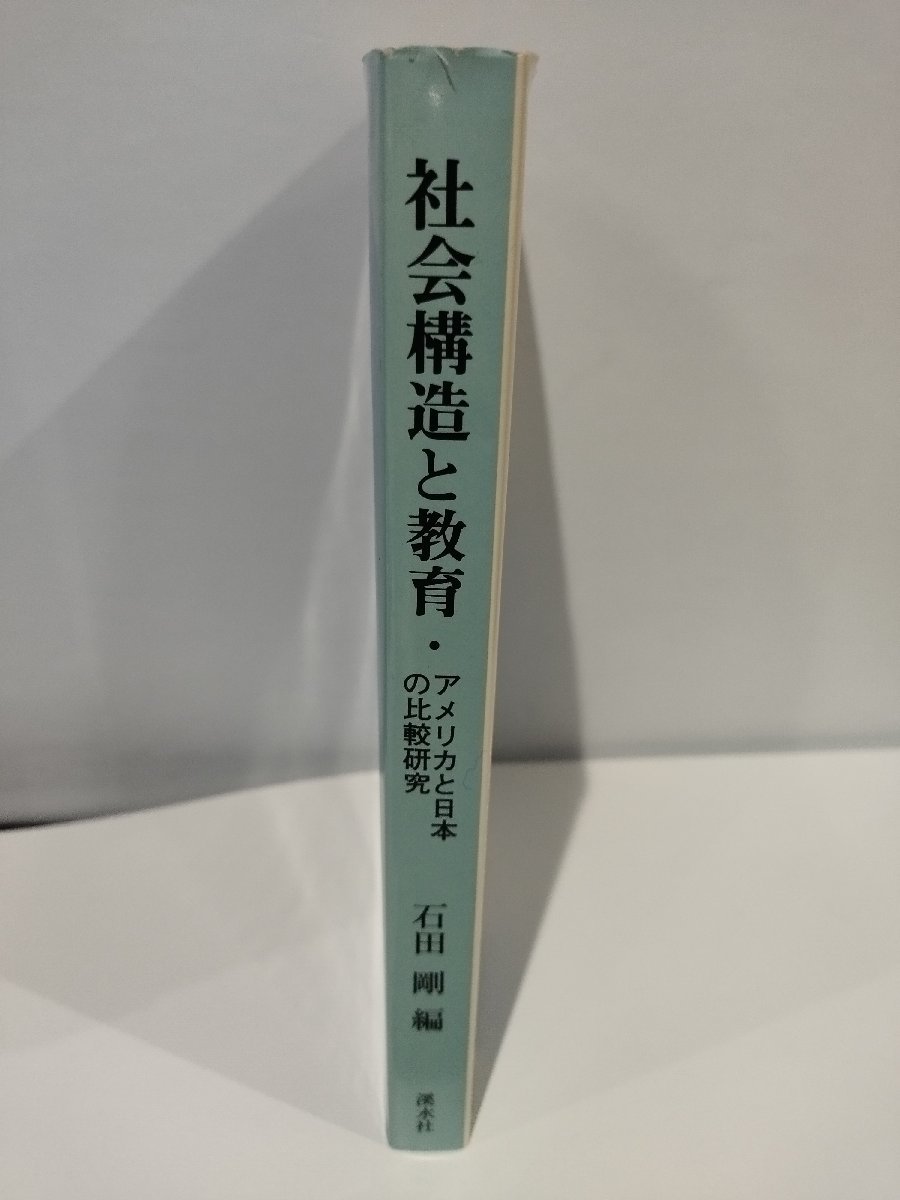 社会構造と教育・
アメリカと日本
の比較研究
石田 剛 編
溪水社